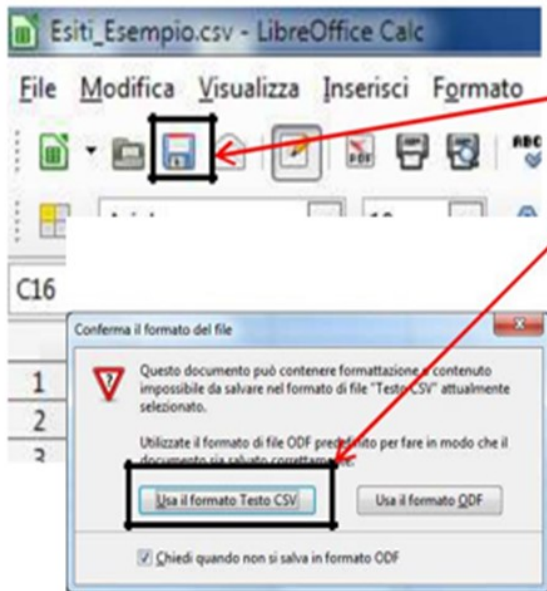 Esiti_Esempio.csv - LibreOffice Calc
File Modifica Visualizza Inserisci Formato
PDF ABC
C16
1
2
3
Conferma il formato del file
Questo documento può contenere formattazione o contenuto
impossibile da salvare nel formato di file "Testo CSV" attualmente
selezionato.
Utilizzate il formato di file ODF predefinito per fare in modo che il
documento sia salvato correttamente.
Usa il formato Testo CSV Usa il formato ODF
Chiedi quando non si salva in formato ODF